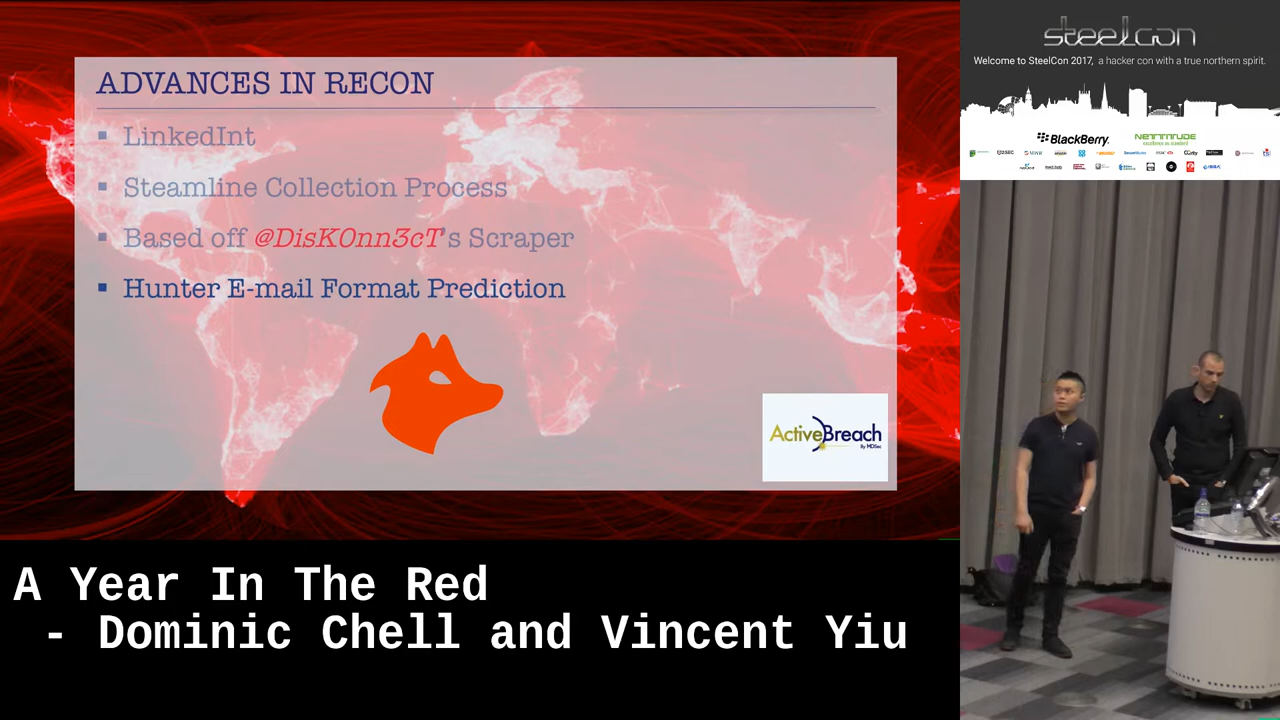 ADVANCES IN RECON
LinkedInt
Steamline Collection Process
Based off @DisK0nn3cT's Scraper
Hunter E-mail Format Prediction
ActiveBreach
By MDSec
A Year In The Red
- Dominic Chell and Vincent Yiu
steelcon
Welcome to SteelCon 2017, a hacker con with a true northern spirit.
BlackBerry
NETTITUDE